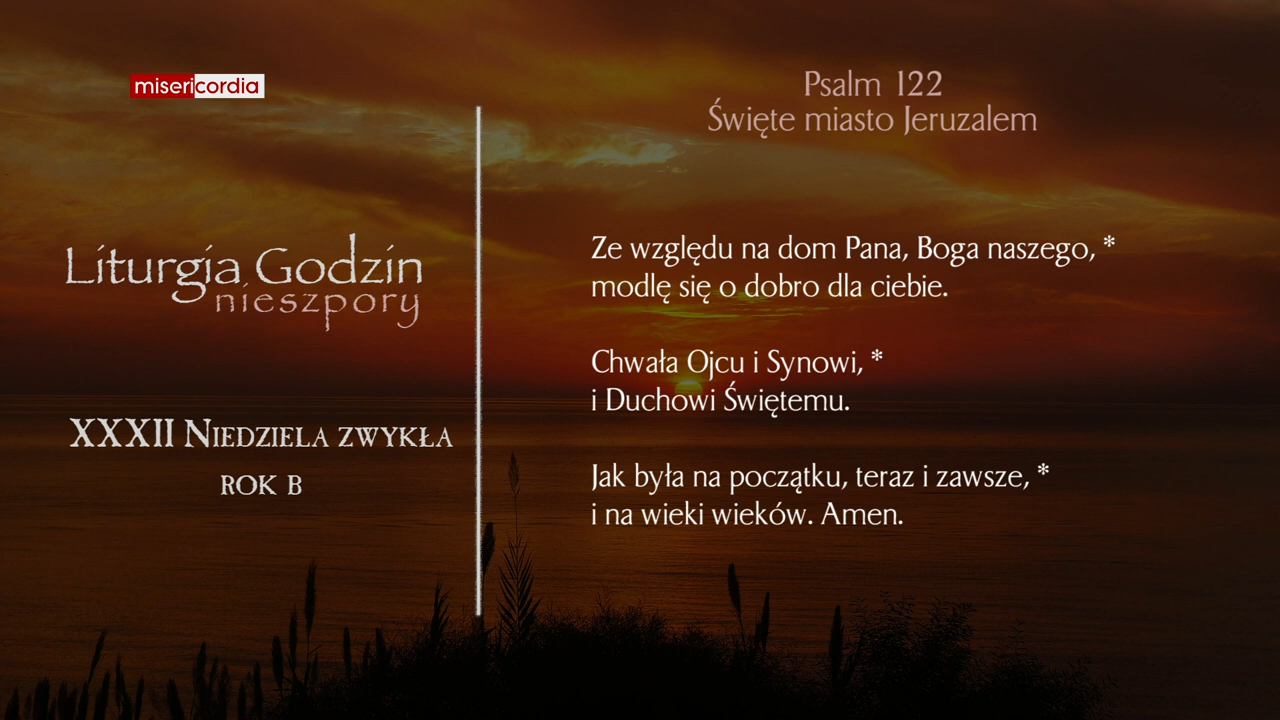 misericordia
Liturgia Godzin
nieszpory
XXXII Niedziela zwykła
rok B
Psalm 122
Święte miasto Jeruzalem
Ze względu na dom Pana, Boga naszego, *
modlę się o dobro dla ciebie.
Chwała Ojcu i Synowi, *
i Duchowi Świętemu.
Jak była na początku, teraz i zawsze, *
i na wieki wieków. Amen.